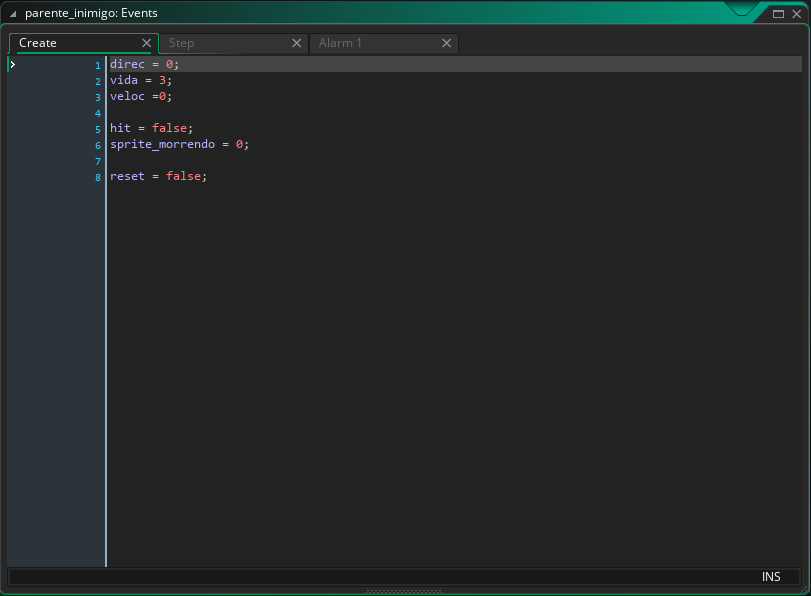 parente_inimigo: Events
Create Step Alarm 1
1 direc = 0;
2 vida = 3;
3 veloc =0;
4
5 hit = false;
6 sprite_morrendo = 0;
7
8 reset = false;
INS